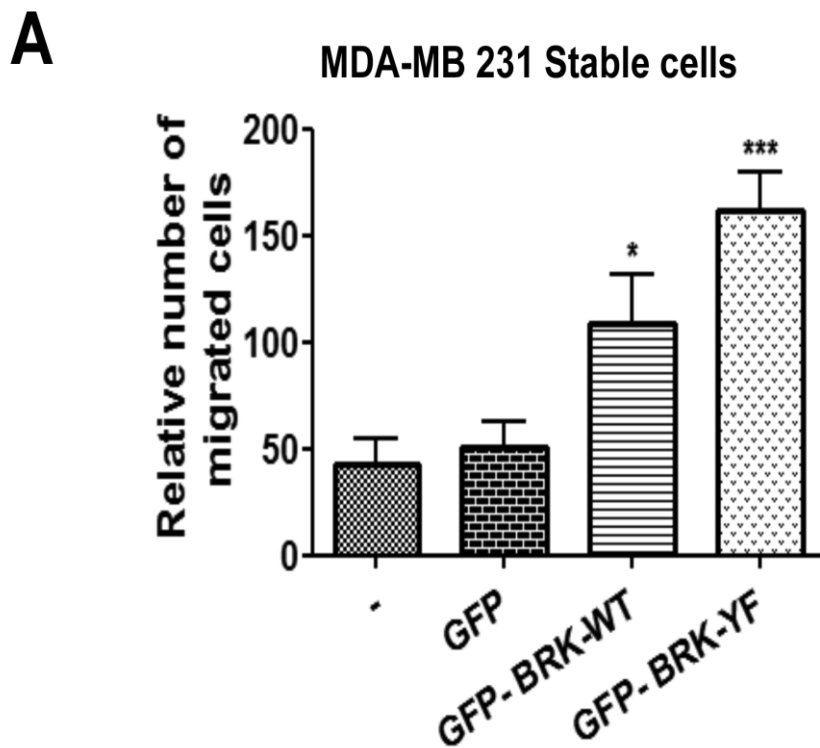 A
MDA-MB 231 Stable cells
Relative number of
migrated cells
200
150
100
50
0
*
***
-
GFP
GFP- BRK-WT
GFP- BRK-YF